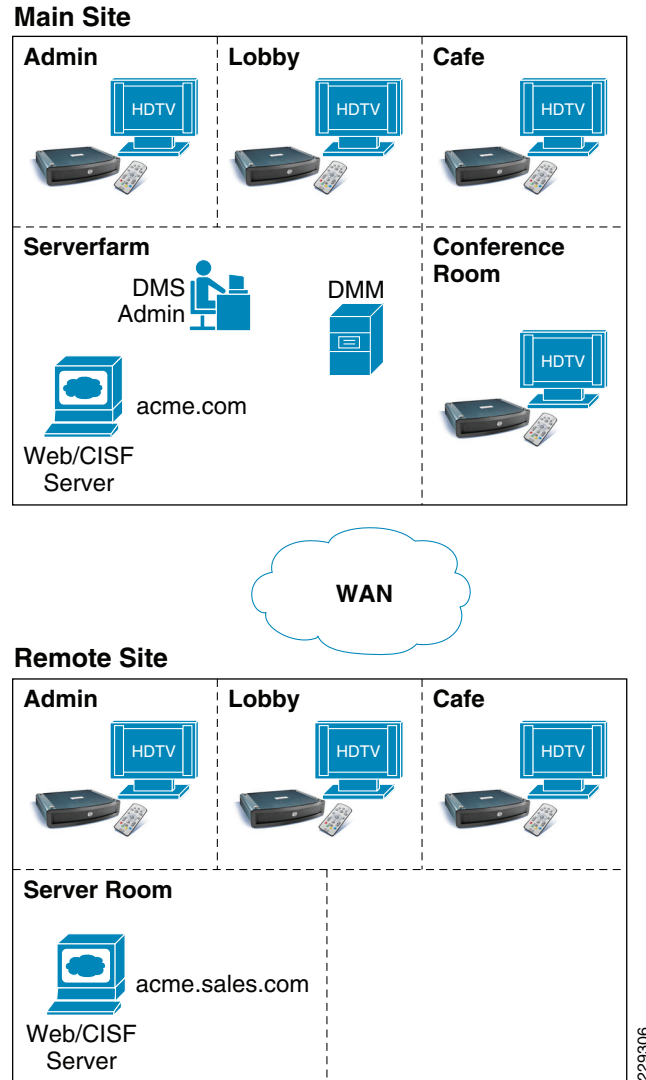 Main Site
Admin
Lobby
Cafe
HDTV
HDTV
HDTV
Serverfarm
DMS
Admin
DMM
Conference
Room
HDTV
acme.com
Web/CISF
Server
WAN
Remote Site
Admin
Lobby
Cafe
HDTV
HDTV
HDTV
Server Room
acme.sales.com
Web/CISF
Server
229306